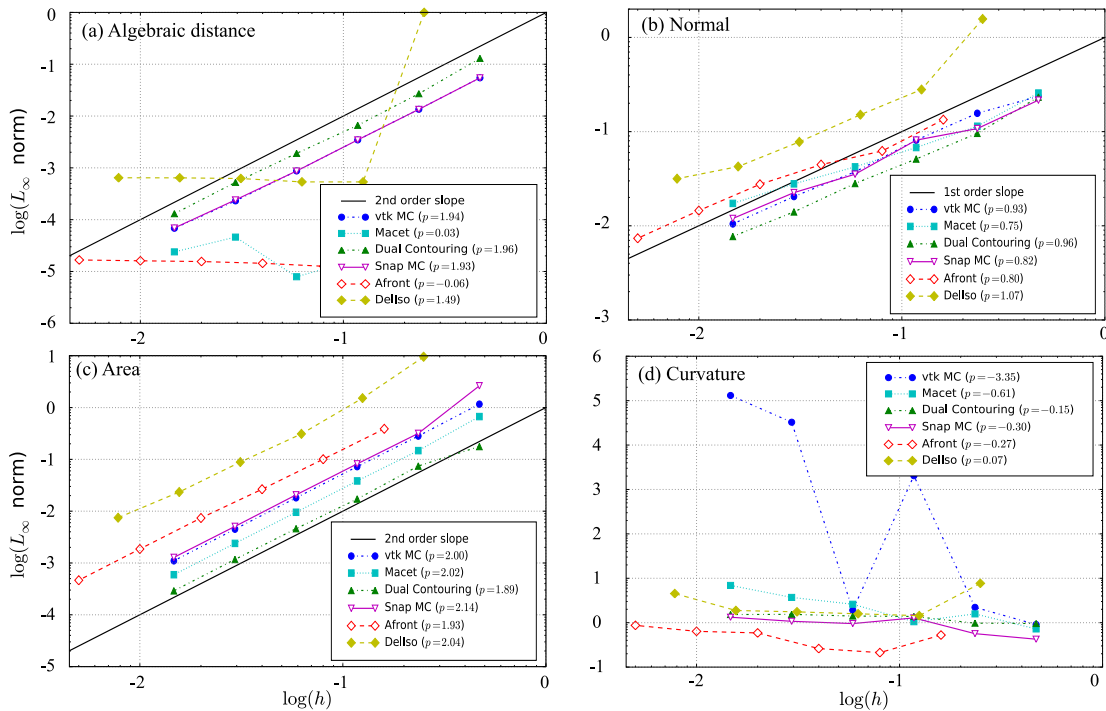 (a) Algebraic distance
log(L∞ norm)
0
-1
-2
-3
-4
-5
-6
-2
-1
0
2nd order slope
vtk MC (p=1.94)
Macet (p=0.03)
Dual Contouring (p=1.96)
Snap MC (p=1.93)
Afront (p=−0.06)
DelIso (p=1.49)
(b) Normal
0
-1
-2
-3
-2
-1
0
1st order slope
vtk MC (p=0.93)
Macet (p=0.75)
Dual Contouring (p=0.96)
Snap MC (p=0.82)
Afront (p=0.80)
DelIso (p=1.07)
(c) Area
log(L∞ norm)
1
0
-1
-2
-3
-4
-5
-2
-1
0
log(h)
2nd order slope
vtk MC (p=2.00)
Macet (p=2.02)
Dual Contouring (p=1.89)
Snap MC (p=2.14)
Afront (p=1.93)
DelIso (p=2.04)
(d) Curvature
6
5
4
3
2
1
0
-1
-2
-1
0
log(h)
vtk MC (p=−3.35)
Macet (p=−0.61)
Dual Contouring (p=−0.15)
Snap MC (p=−0.30)
Afront (p=−0.27)
DelIso (p=0.07)